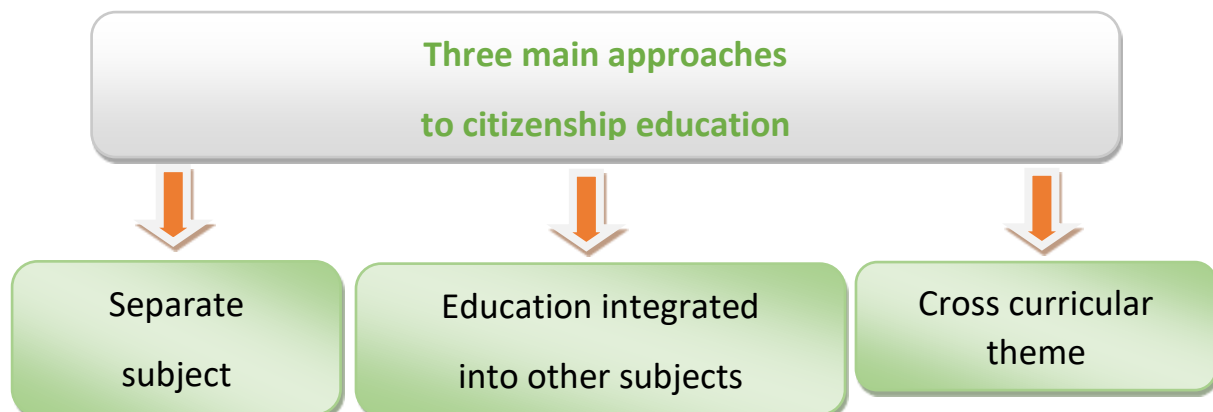 Three main approaches
to citizenship education
Separate
subject
Education integrated
into other subjects
Cross curricular
theme